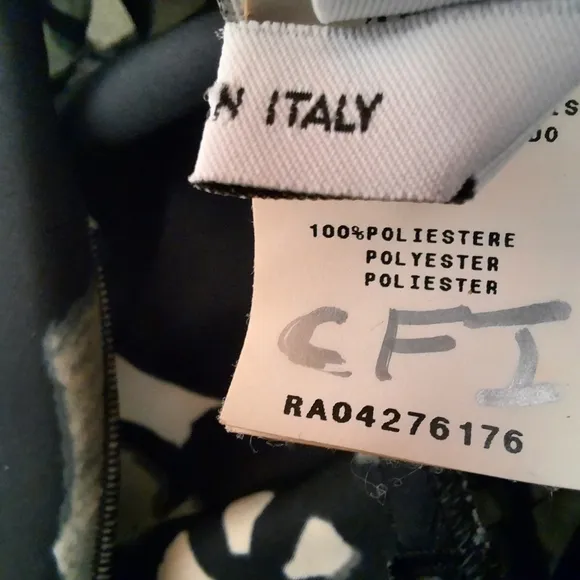 N ITALY
100%POLIESTERE
POLYESTER
POLIESTER
CFI
RA04276176